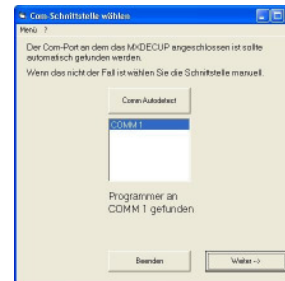 Com-Schnittstelle wählen
Menü ?
Der Com-Port an dem das MXDECUP angeschlossen ist sollte
automatisch gefunden werden.
Wenn das nicht der Fall ist wählen Sie die Schnittstelle manuell.
Comm Autodetect
COMM 1
Programmer an
COMM 1 gefunden
Beenden
Weiter -->